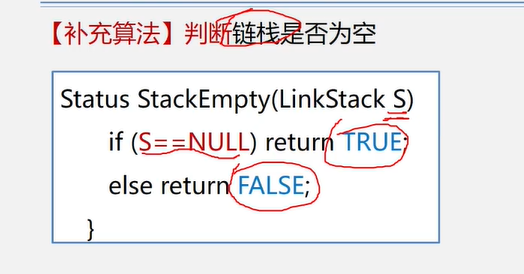 【补充算法】判断链栈是否为空
Status StackEmpty(LinkStack S)
if (S==NULL) return TRUE;
else return FALSE;
}